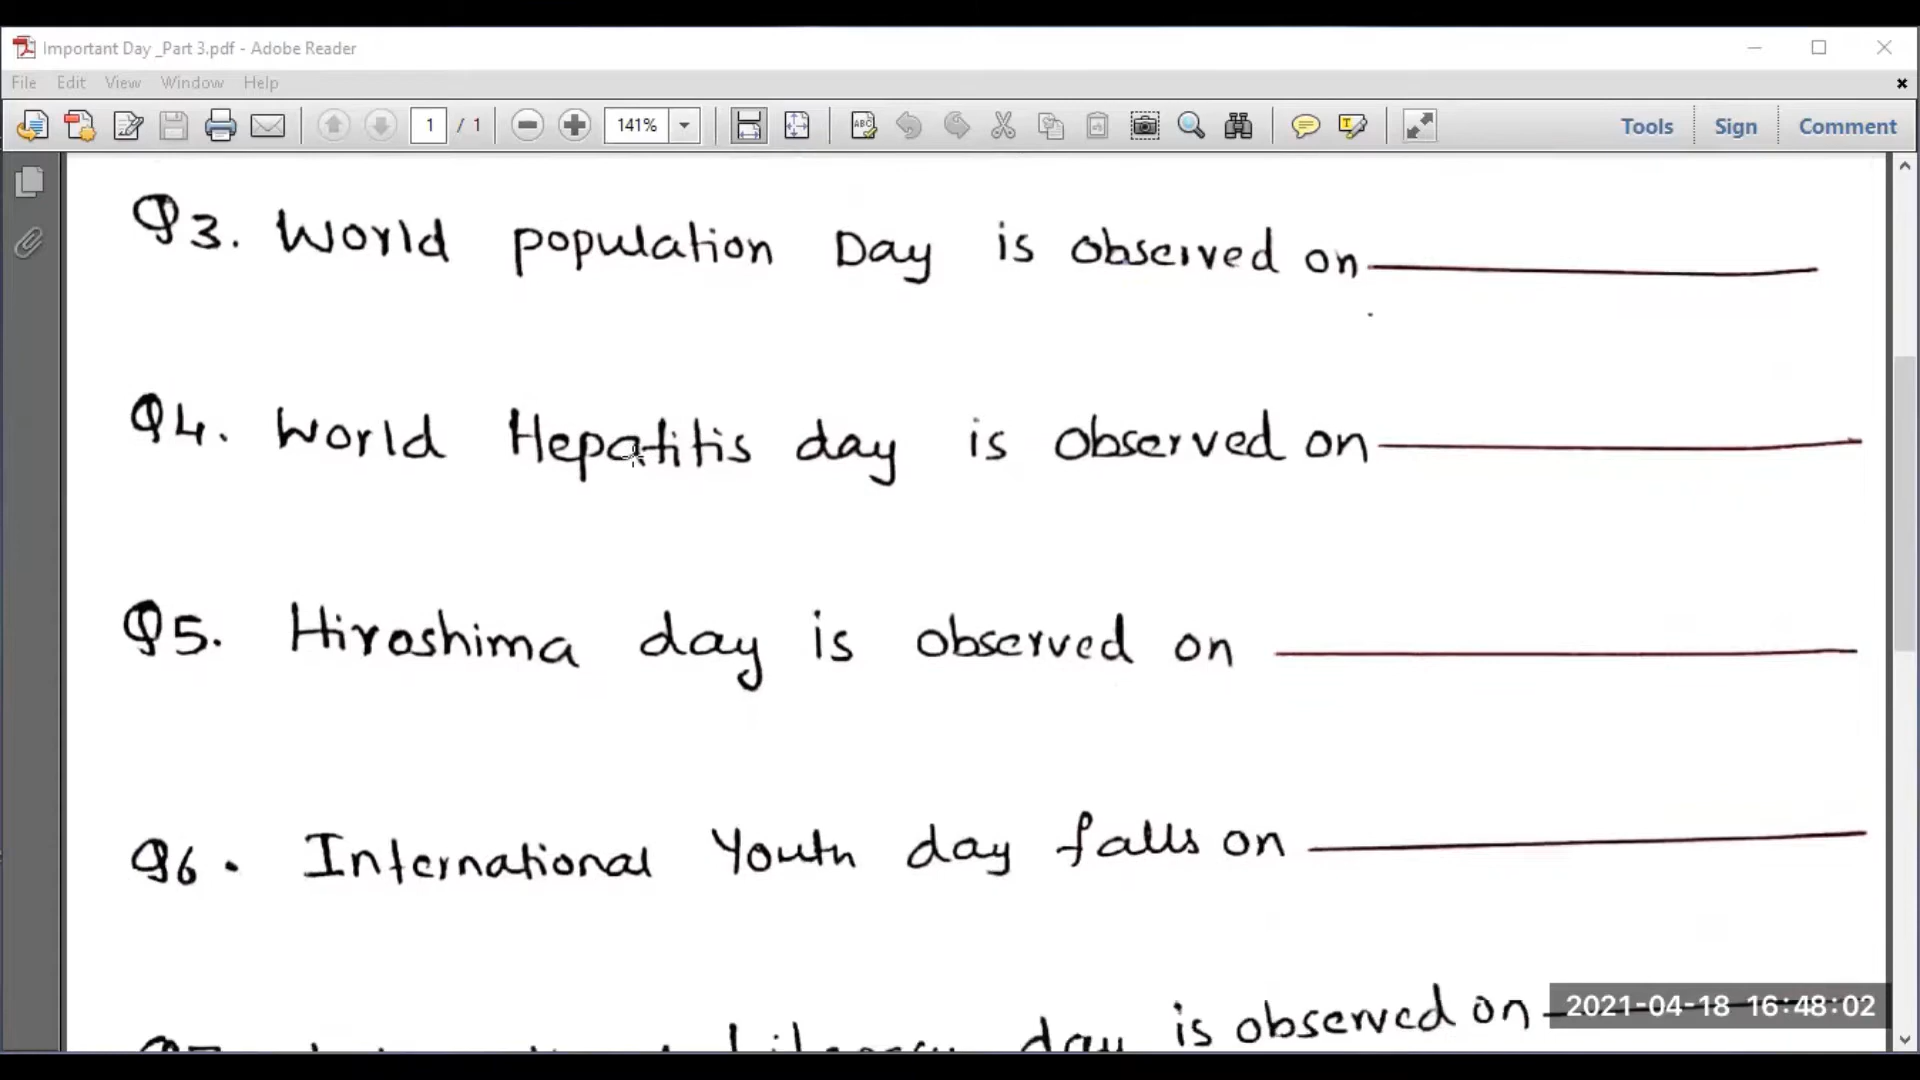 Important Day _Part 3.pdf - Adobe Reader
File Edit View Window Help
1 / 1 141% Tools Sign Comment
Q3. World population Day is observed on
Q4. World Hepatitis day is observed on
Q5. Hiroshima day is observed on
Q6. International Youth day falls on
day is observed on
2021-04-18 16:48:02